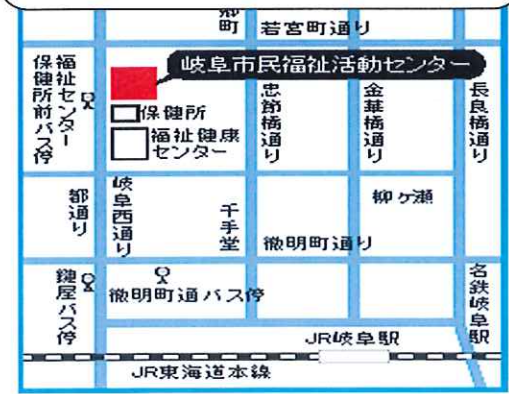 郷町
若宮町通り
岐阜市民福祉活動センター
福祉センター
保健所前バス停
保健所
福祉健康
センター
忠節橋通り
金華橋通り
長良橋通り
都通り
岐阜西通り
千手堂
柳ヶ瀬
徹明町通り
鍵屋バス停
徹明町通バス停
名鉄岐阜駅
JR岐阜駅
JR東海道本線